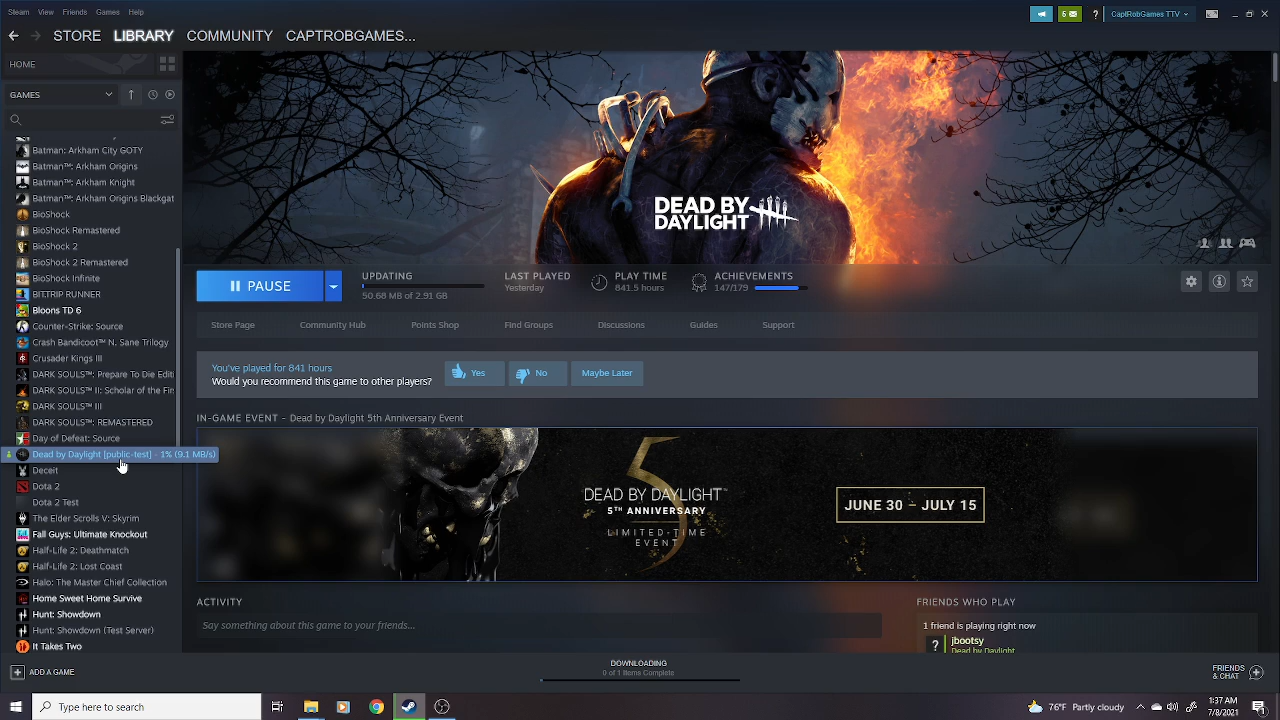 Steam View Friends Games Help
5 ? CaptRobGames TTV
STORE LIBRARY COMMUNITY CAPTROBGAMES...
HOME
GAMES
Batman: Arkham City GOTY
Batman™: Arkham Origins
Batman™: Arkham Knight
Batman™: Arkham Origins Blackgat
BioShock
BioShock Remastered
BioShock 2
BioShock 2 Remastered
BioShock Infinite
BIT.TRIP RUNNER
Bloons TD 6
Counter-Strike: Source
Crash Bandicoot™ N. Sane Trilogy
Crusader Kings III
DARK SOULS™: Prepare To Die Editi
DARK SOULS™ II: Scholar of the Firs
DARK SOULS™ III
DARK SOULS™: REMASTERED
Day of Defeat: Source
Dead by Daylight [public-test] - 1% (9.1 MB/s)
Deceit
Dota 2
Dota 2 Test
The Elder Scrolls V: Skyrim
Fall Guys: Ultimate Knockout
Half-Life 2: Deathmatch
Half-Life 2: Lost Coast
Halo: The Master Chief Collection
Home Sweet Home Survive
Hunt: Showdown
Hunt: Showdown (Test Server)
It Takes Two
DEAD BY
DAYLIGHT
PAUSE
UPDATING
50.68 MB of 2.91 GB
LAST PLAYED
Yesterday
PLAY TIME
841.5 hours
ACHIEVEMENTS
147/179
Store Page Community Hub Points Shop Find Groups Discussions Guides Support
You've played for 841 hours
Would you recommend this game to other players?
Yes No Maybe Later
IN-GAME EVENT – Dead by Daylight 5th Anniversary Event
5
DEAD BY DAYLIGHT™
5TH ANNIVERSARY
LIMITED-TIME
EVENT
JUNE 30 – JULY 15
ACTIVITY
Say something about this game to your friends...
FRIENDS WHO PLAY
1 friend is playing right now
?
jbootsy
Dead by Daylight
ADD A GAME
DOWNLOADING
0 of 1 Items Complete
FRIENDS
& CHAT
Type here to search
76°F Partly cloudy
1:37 AM
7/8/2021